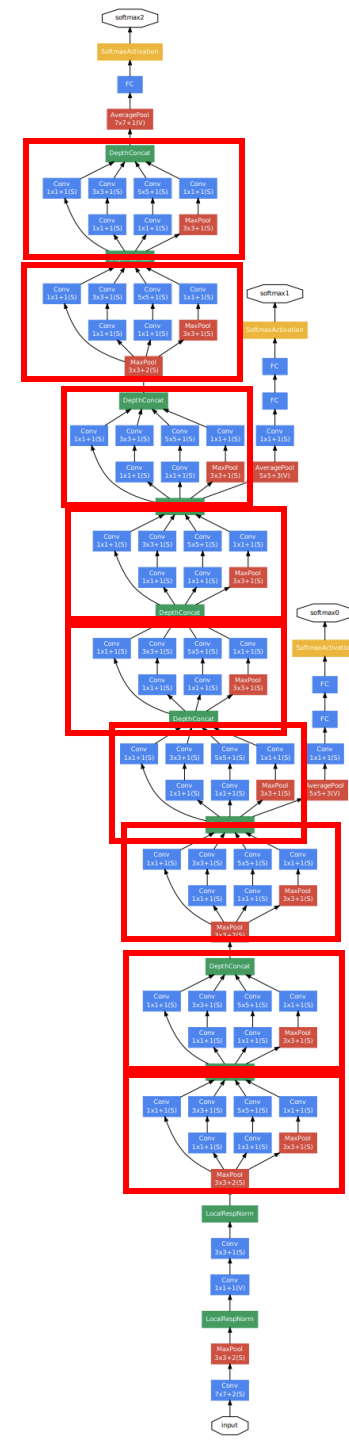 softmax2
SoftmaxActivation
FC
AveragePool
7x7+1(V)
DepthConcat
Conv
1x1+1(S)
Conv
3x3+1(S)
Conv
5x5+1(S)
Conv
1x1+1(S)
Conv
1x1+1(S)
Conv
1x1+1(S)
MaxPool
3x3+1(S)
Conv
1x1+1(S)
Conv
3x3+1(S)
Conv
5x5+1(S)
Conv
1x1+1(S)
softmax1
Conv
1x1+1(S)
Conv
1x1+1(S)
MaxPool
3x3+1(S)
SoftmaxActivation
MaxPool
3x3+2(S)
FC
DepthConcat
FC
Conv
1x1+1(S)
Conv
3x3+1(S)
Conv
5x5+1(S)
Conv
1x1+1(S)
Conv
1x1+1(S)
Conv
1x1+1(S)
Conv
1x1+1(S)
MaxPool
3x3+1(S)
AveragePool
5x5+3(V)
Conv
1x1+1(S)
Conv
3x3+1(S)
Conv
5x5+1(S)
Conv
1x1+1(S)
Conv
1x1+1(S)
Conv
1x1+1(S)
MaxPool
3x3+1(S)
DepthConcat
softmax0
Conv
1x1+1(S)
Conv
3x3+1(S)
Conv
5x5+1(S)
Conv
1x1+1(S)
SoftmaxActivatio
Conv
1x1+1(S)
Conv
1x1+1(S)
MaxPool
3x3+1(S)
FC
DepthConcat
FC
Conv
1x1+1(S)
Conv
3x3+1(S)
Conv
5x5+1(S)
Conv
1x1+1(S)
Conv
1x1+1(S)
Conv
1x1+1(S)
Conv
1x1+1(S)
MaxPool
3x3+1(S)
AveragePool
5x5+3(V)
Conv
1x1+1(S)
Conv
3x3+1(S)
Conv
5x5+1(S)
Conv
1x1+1(S)
Conv
1x1+1(S)
Conv
1x1+1(S)
MaxPool
3x3+1(S)
MaxPool
3x3+2(S)
DepthConcat
Conv
1x1+1(S)
Conv
3x3+1(S)
Conv
5x5+1(S)
Conv
1x1+1(S)
Conv
1x1+1(S)
Conv
1x1+1(S)
MaxPool
3x3+1(S)
Conv
1x1+1(S)
Conv
3x3+1(S)
Conv
5x5+1(S)
Conv
1x1+1(S)
Conv
1x1+1(S)
Conv
1x1+1(S)
MaxPool
3x3+1(S)
MaxPool
3x3+2(S)
LocalRespNorm
Conv
3x3+1(S)
Conv
1x1+1(V)
LocalRespNorm
MaxPool
3x3+2(S)
Conv
7x7+2(S)
input